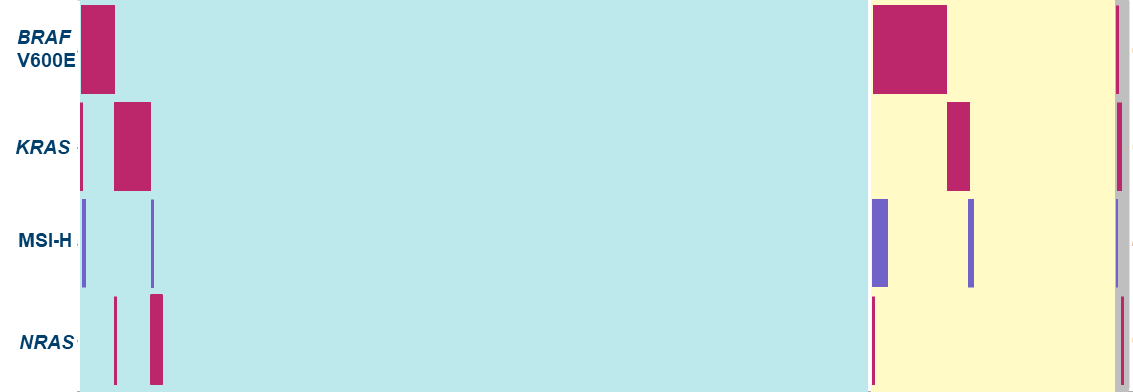 BRAF
V600E
KRAS
MSI-H
NRAS